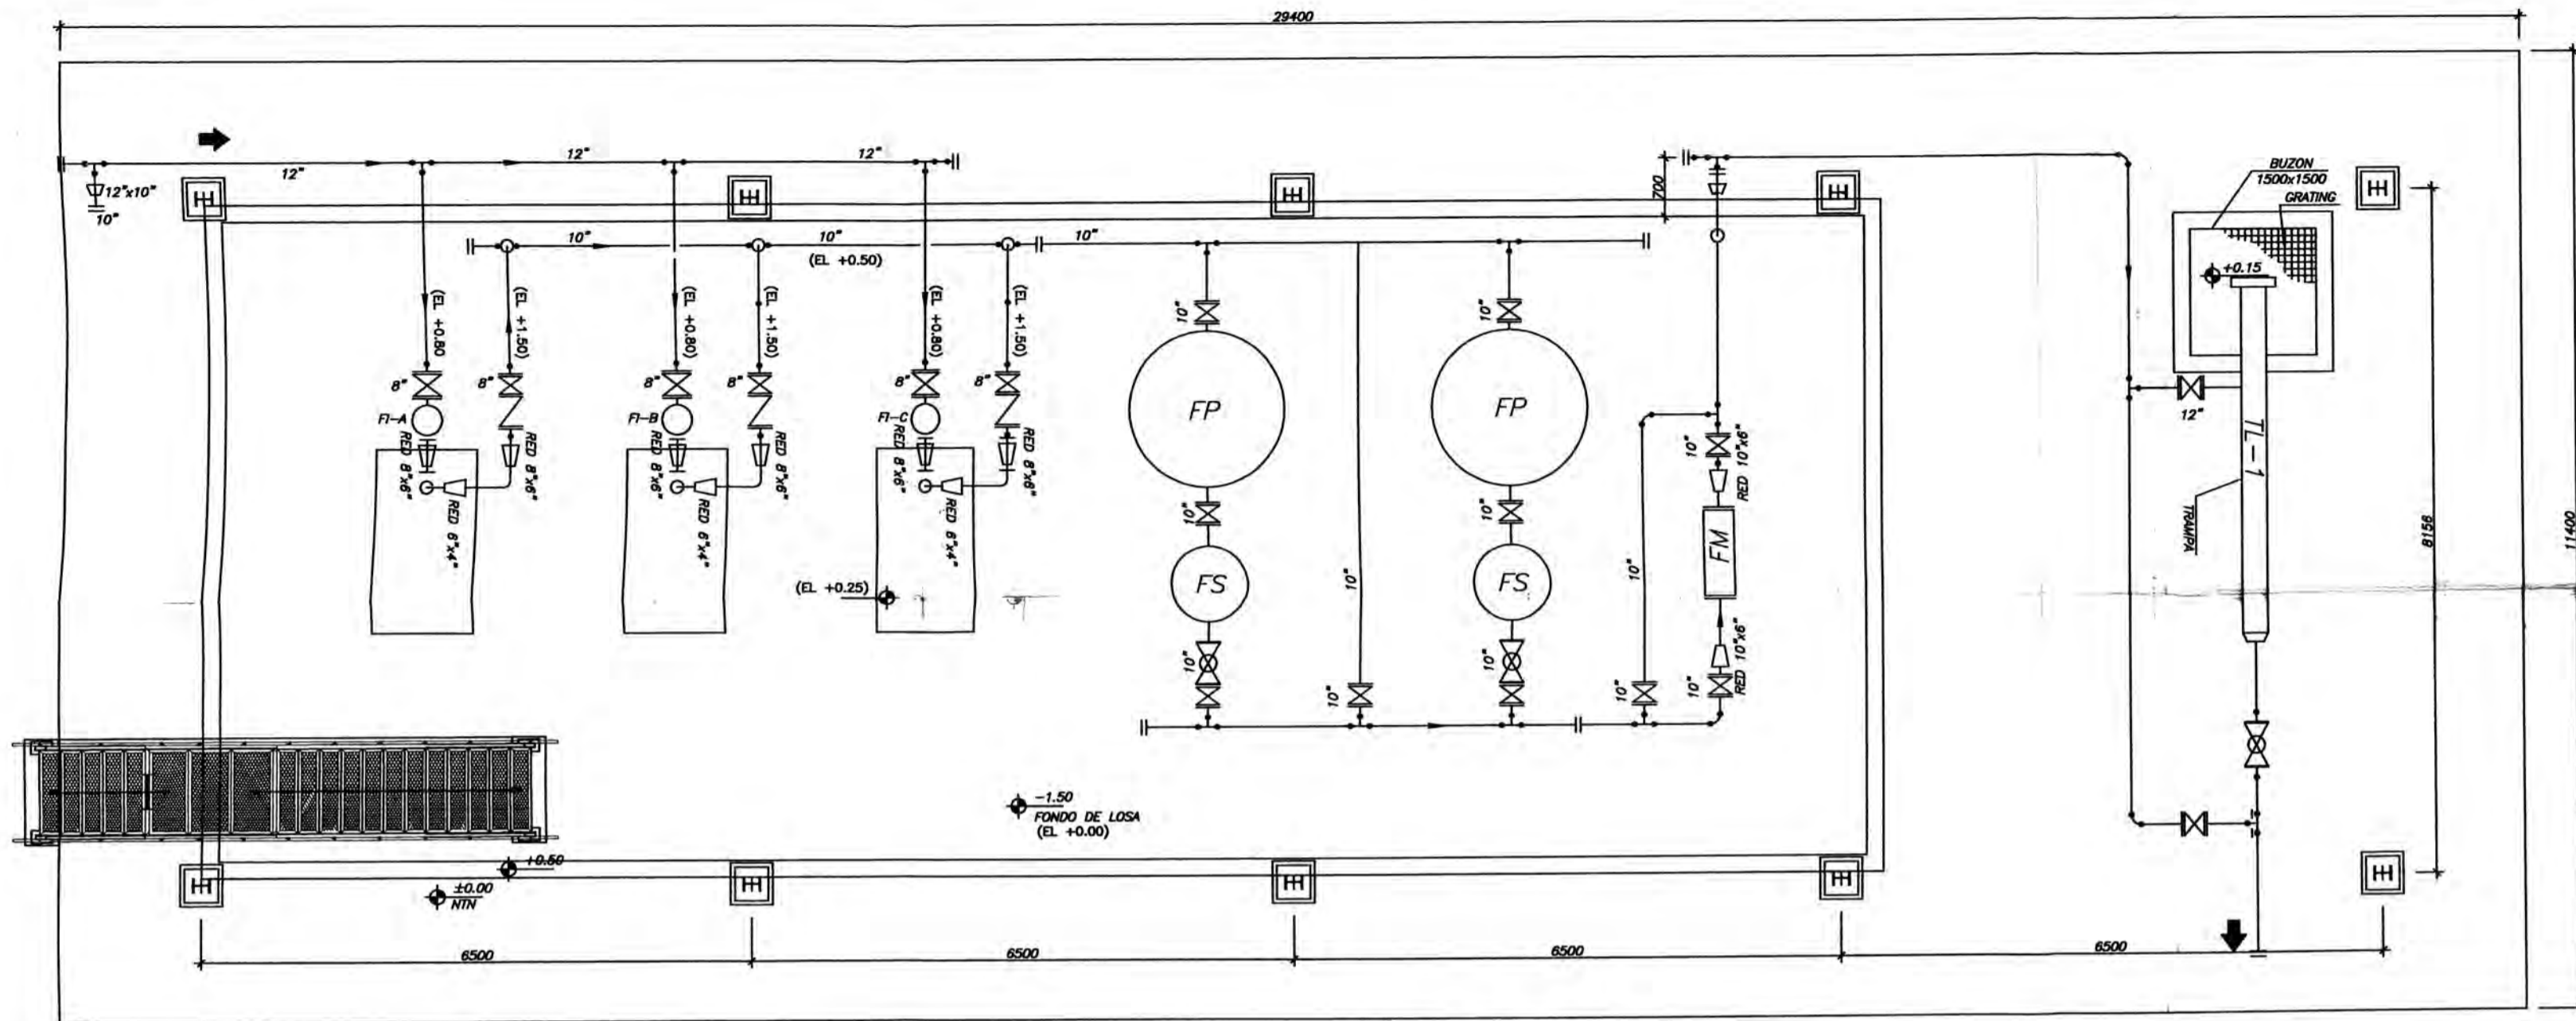 29400
12"
12"
12"
12"x10"
10"
700
BUZON
1500x1500
GRATING
+0.15
10"
10"
(EL +0.50)
10"
(EL +0.80
(EL +1.50)
(EL +0.80)
(EL +1.50)
(EL +0.80)
(EL +1.50)
10"
10"
8"
8"
8"
8"
8"
8"
FI-A
FI-B
FI-C
RED 8"x6"
RED 8"x6"
RED 8"x6"
RED 8"x6"
RED 8"x6"
RED 8"x6"
RED 6"x4"
RED 6"x4"
RED 6"x4"
FP
FP
12"
TL-1
TRAMPA
10"
RED 10"x6"
10"
10"
FM
8156
11400
(EL +0.25)
FS
FS
10"
10"
10"
10"
10"
10"
10"
10"
RED 10"x6"
-1.50
FONDO DE LOSA
(EL +0.00)
+0.50
±0.00
NTN
6500
6500
6500
6500